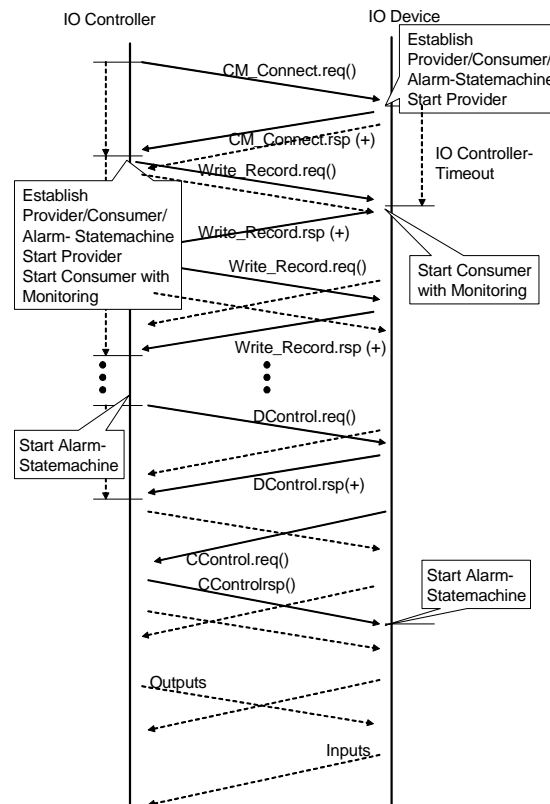 IO Controller
IO Device
Establish
Provider/Consumer/
Alarm-Statemachine
Start Provider
CM_Connect.req()
CM_Connect.rsp (+)
IO Controller-
Timeout
Write_Record.req()
Establish
Provider/Consumer/
Alarm- Statemachine
Start Provider
Start Consumer with
Monitoring
Write_Record.rsp (+)
Start Consumer
with Monitoring
Write_Record.req()
Write_Record.rsp (+)
DControl.req()
Start Alarm-
Statemachine
DControl.rsp(+)
CControl.req()
CControlrsp()
Start Alarm-
Statemachine
Outputs
Inputs